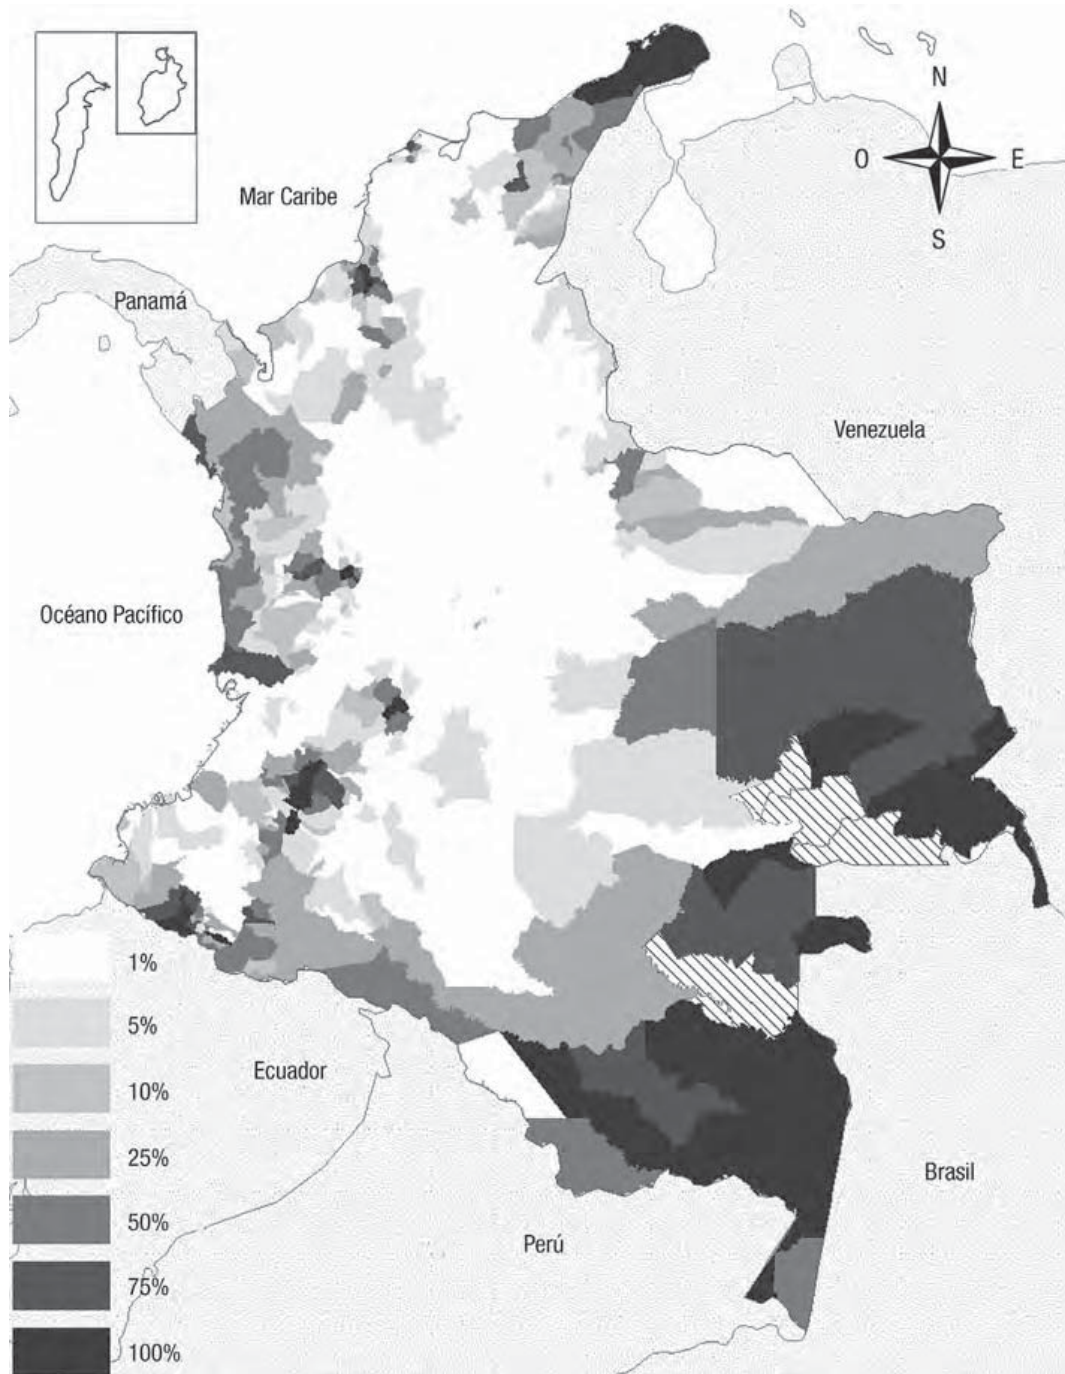 N
O
E
S
Mar Caribe
Panamá
Venezuela
Océano Pacífico
1%
5%
10%
25%
50%
75%
100%
Ecuador
Perú
Brasil